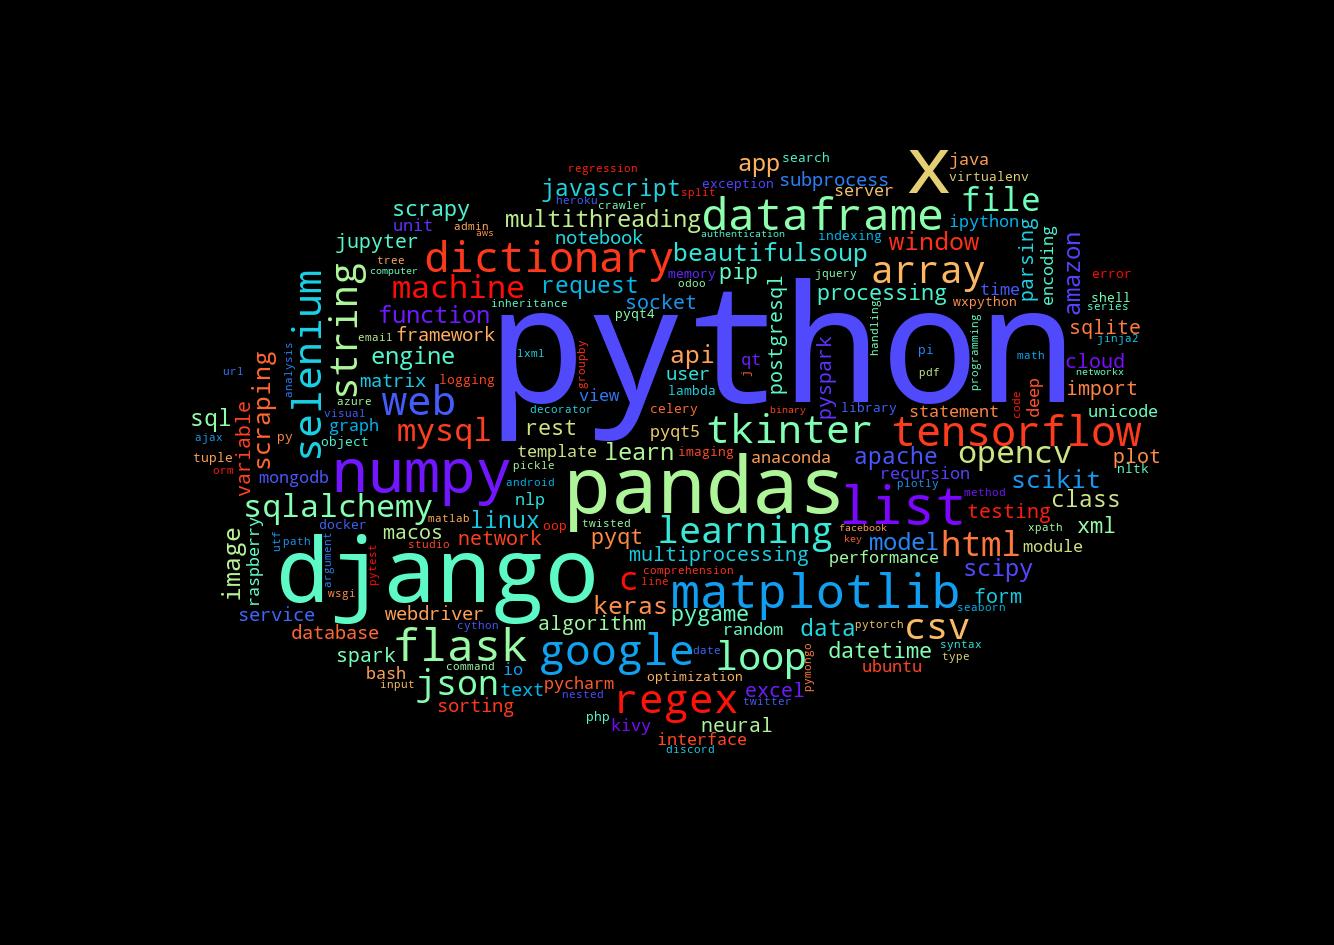 regression
app
search
x
java
virtualenv
javascript
split
exception
subprocess
server
heroku
crawler
file
scrapy
unit
admin
aws
multithreading
dataframe
ipython
jupyter
notebook
authentication
indexing
window
parsing
encoding
amazon
tree
computer
dictionary
beautifulsoup
memory
pip
jquery
array
error
machine
request
odoo
processing
time
wxpython
shell
series
selenium
string
inheritance
socket
pyqt4
postgresql
python
handling
programming
sqlite
jinja2
function
email
framework
analysis
engine
lxml
groupby
api
j
qt
pyspark
pi
math
cloud
networkx
url
scraping
matrix
logging
user
lambda
pdf
deep
import
azure
web
view
code
visual
decorator
celery
binary
library
statement
unicode
sql
variable
graph
mysql
rest
pyqt5
tkinter
tensorflow
ajax
py
object
template
learn
imaging
anaconda
apache
opencv
plot
tuple
orm
mongodb
numpy
pickle
android
pandas
recursion
plotly
scikit
nltk
sqlalchemy
nlp
list
method
class
matlab
linux
oop
twisted
learning
facebook
key
testing
xpath
xml
image
raspberry
docker
utf
path
argument
macos
studio
pytest
network
pyqt
multiprocessing
model
html
module
performance
django
wsgi
comprehension
c
line
matplotlib
scipy
form
seaborn
service
webdriver
keras
pygame
database
cython
algorithm
random
data
pytorch
csv
syntax
type
spark
flask
google
date
loop
pymongo
datetime
ubuntu
bash
command
input
json
io
text
pycharm
nested
optimization
excel
twitter
sorting
regex
php
kivy
neural
interface
discord